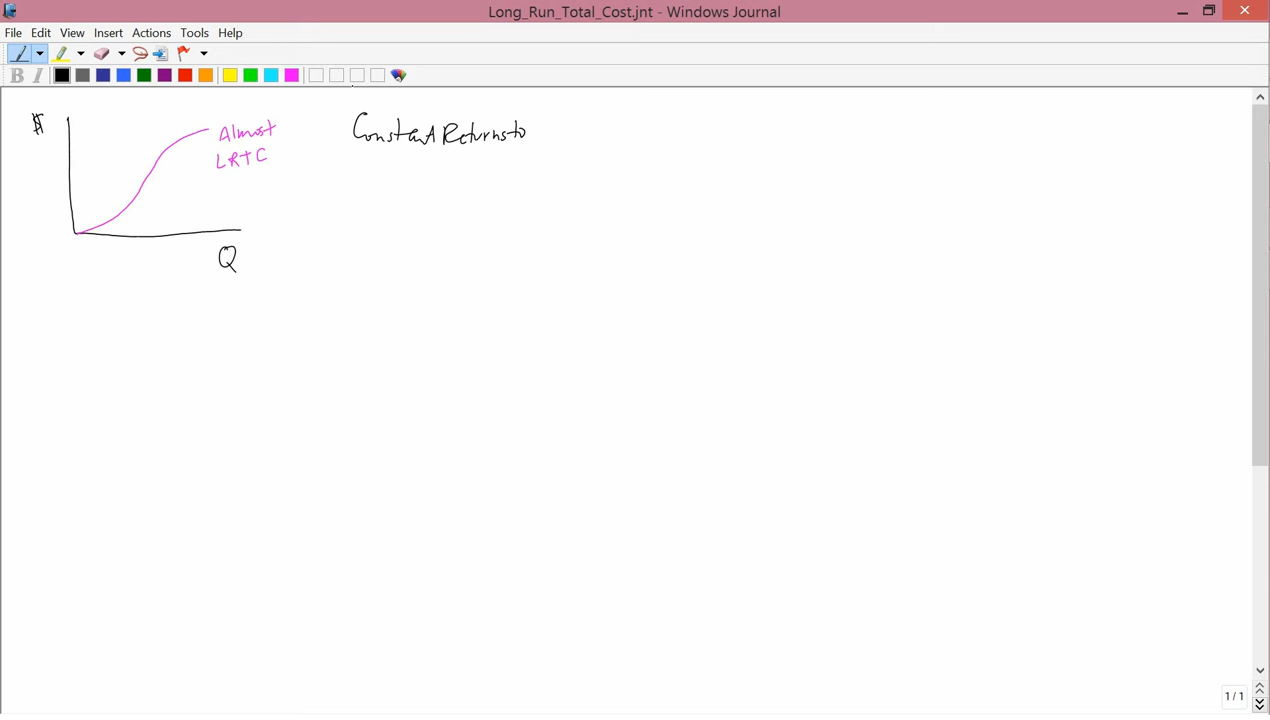 Long_Run_Total_Cost.jnt - Windows Journal
File Edit View Insert Actions Tools Help
B I
$
Almost
LRTC
Constant Returns to
Q
1 / 1